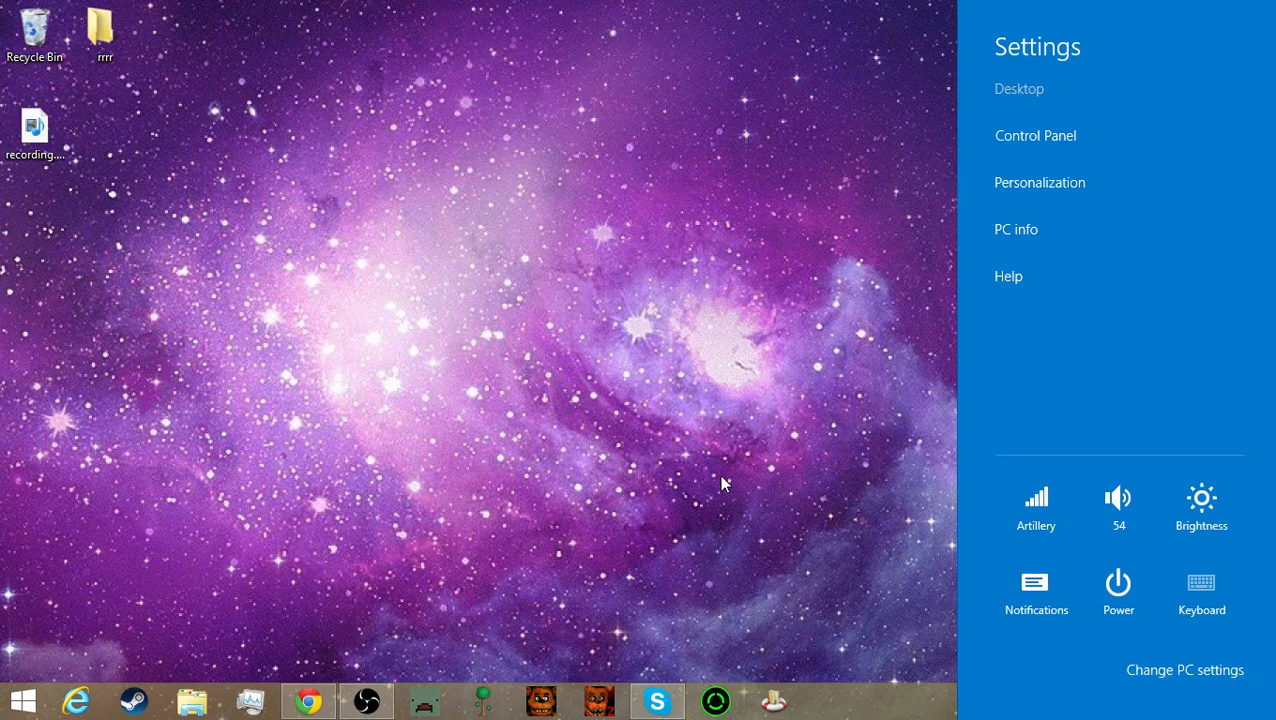 Recycle Bin
rrrr
recording....
Settings
Desktop
Control Panel
Personalization
PC info
Help
Artillery
54
Brightness
Notifications
Power
Keyboard
Change PC settings